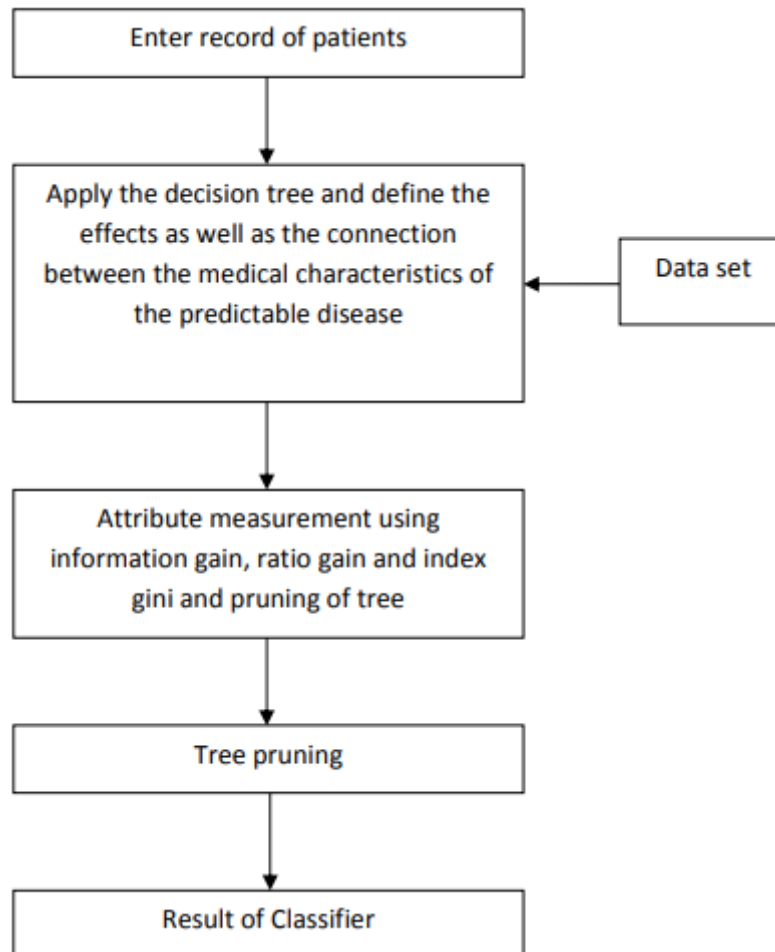 Enter record of patients
Apply the decision tree and define the
effects as well as the connection
between the medical characteristics of
the predictable disease
Data set
Attribute measurement using
information gain, ratio gain and index
gini and pruning of tree
Tree pruning
Result of Classifier